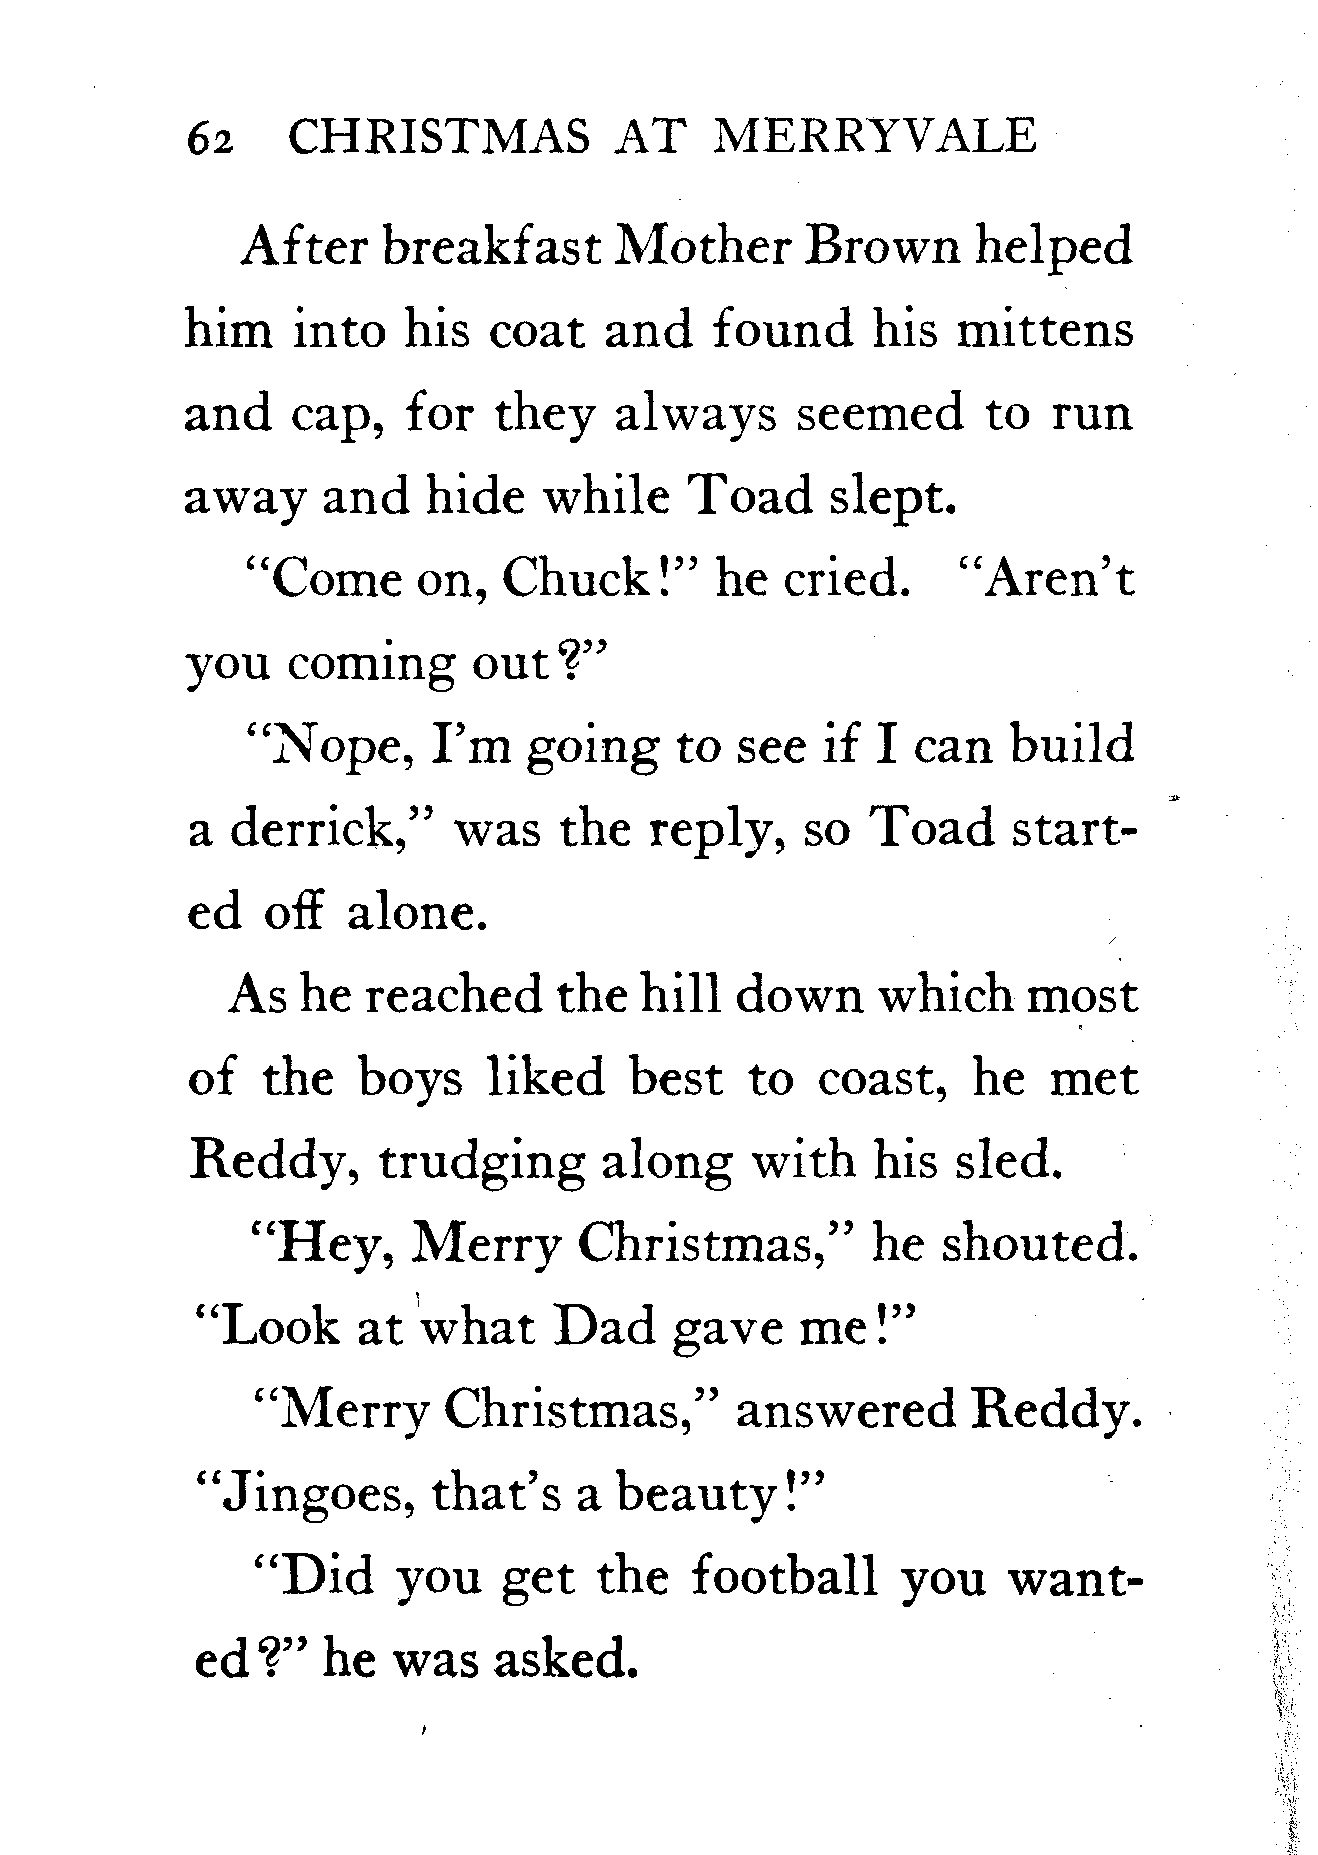 62 CHRISTMAS AT MERRYVALE
After breakfast Mother Brown helped
him into his coat and found his mittens
and cap, for they always seemed to run
away and hide while Toad slept.
“Come on, Chuck!” he cried. “Aren’t
you coming out?”
“Nope, I’m going to see if I can build
a derrick,” was the reply, so Toad start-
ed off alone.
As he reached the hill down which most
of the boys liked best to coast, he met
Reddy, trudging along with his sled.
“Hey, Merry Christmas,” he shouted.
“Look at what Dad gave me!”
“Merry Christmas,” answered Reddy.
“Jingoes, that’s a beauty!”
“Did you get the football you want-
ed?” he was asked.